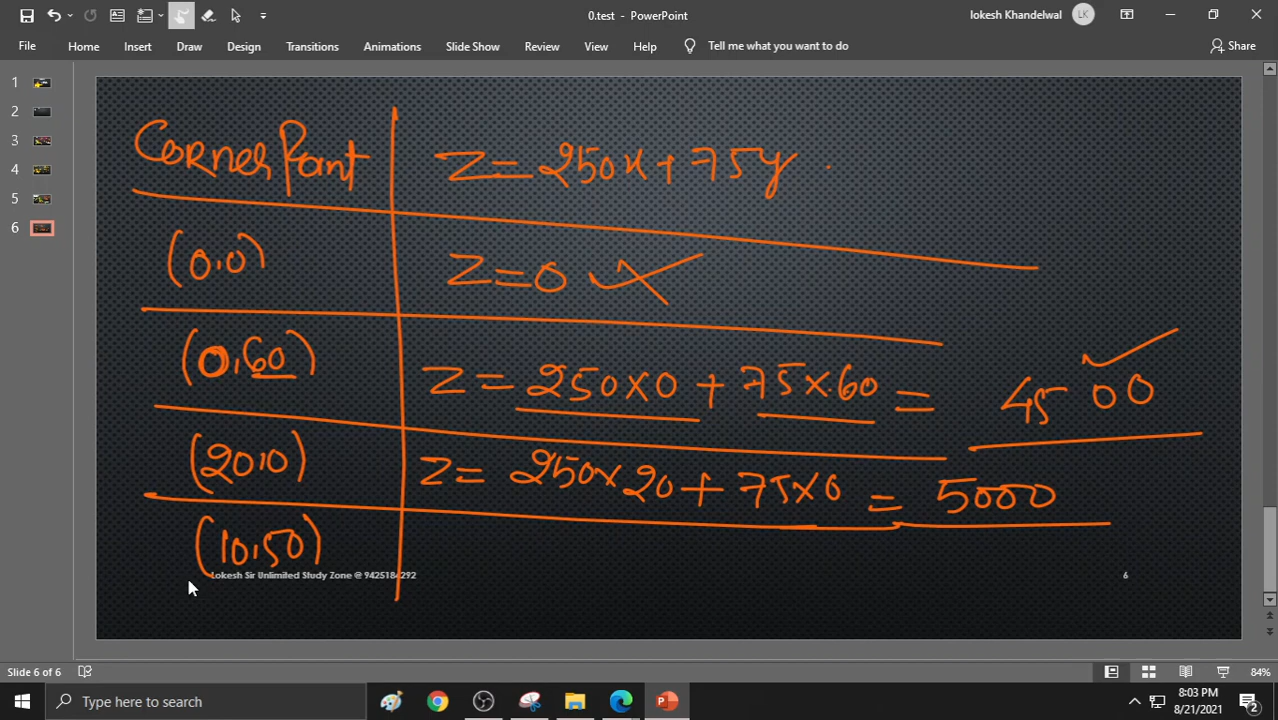 0.test - PowerPoint
lokesh Khandelwal LK
File Home Insert Draw Design Transitions Animations Slide Show Review View Help Tell me what you want to do Share
1
2
3
4
5
6
Corner Point Z=250x+75y
(0,0) Z=0
(0,60) Z=250×0+75×60= 4500
(20,0) Z=250×20+75×0=5000
(10,50)
Lokesh Sir Unlimited Study Zone @ 9425184292 6
Slide 6 of 6 84%
Type here to search 8:03 PM
8/21/2021 2